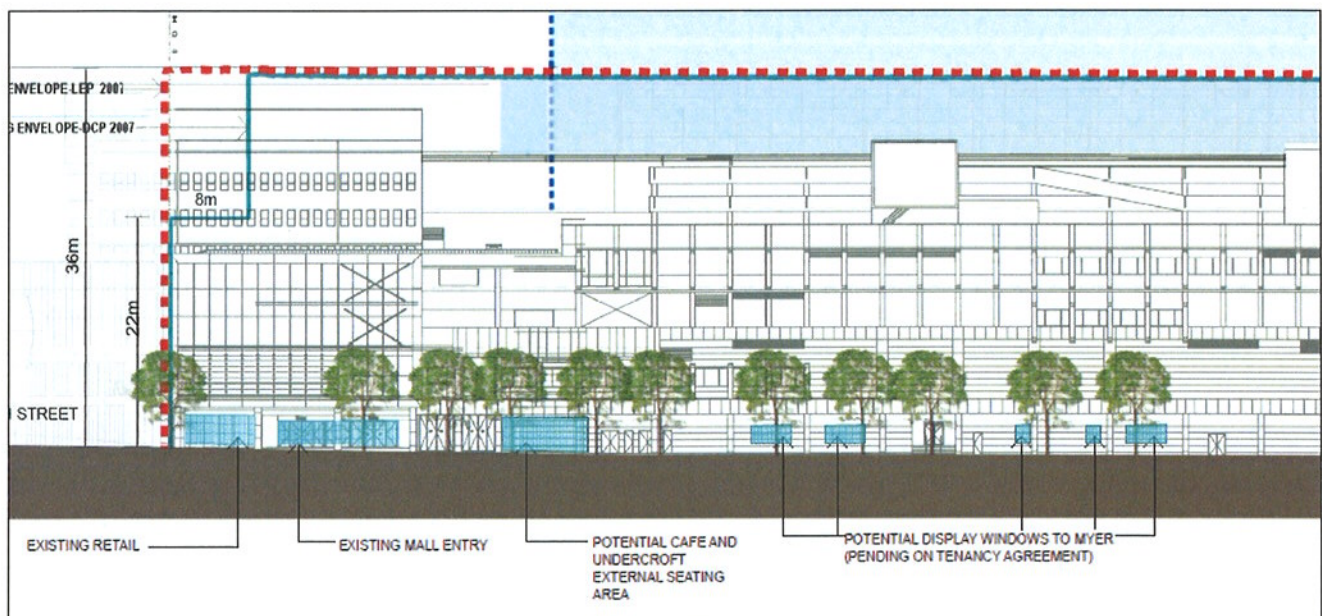 ENVELOPE-LEP 2007
ENVELOPE-DCP 2007
8m
36m
22m
STREET
EXISTING RETAIL
EXISTING MALL ENTRY
POTENTIAL CAFE AND
UNDERCROFT
EXTERNAL SEATING
AREA
POTENTIAL DISPLAY WINDOWS TO MYER
(PENDING ON TENANCY AGREEMENT)